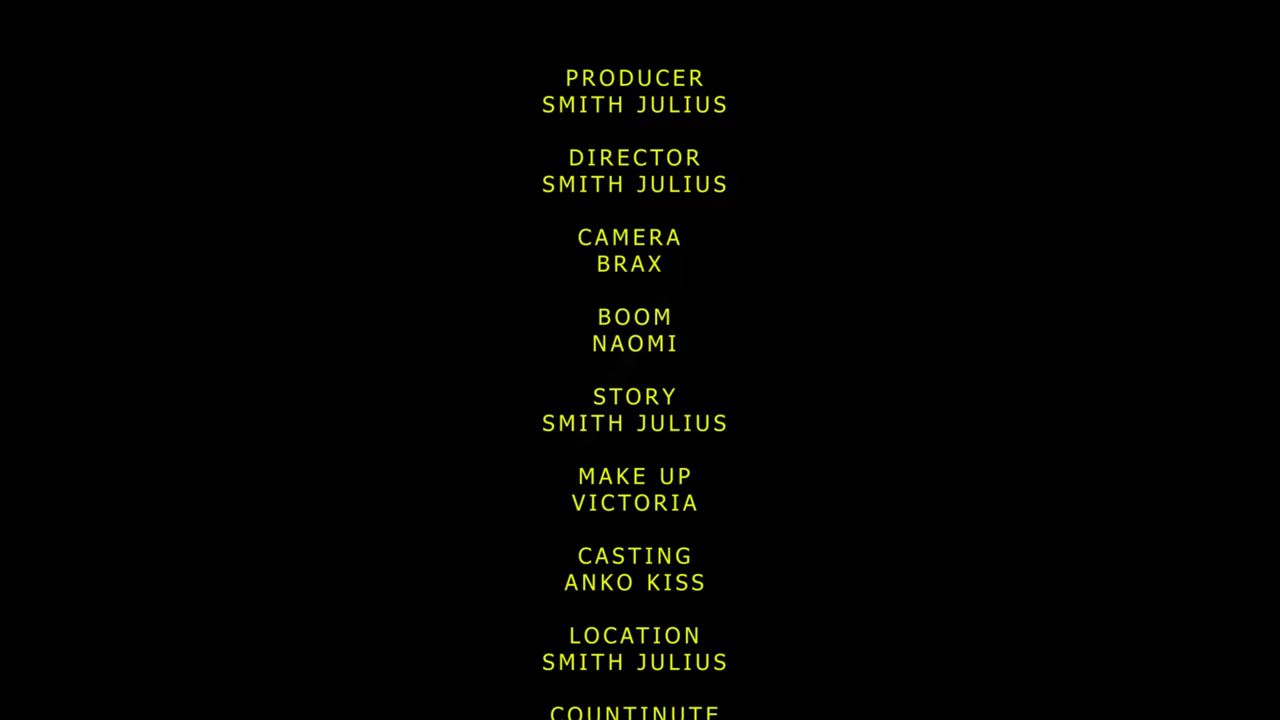 PRODUCER
SMITH JULIUS
DIRECTOR
SMITH JULIUS
CAMERA
BRAX
BOOM
NAOMI
STORY
SMITH JULIUS
MAKE UP
VICTORIA
CASTING
ANKO KISS
LOCATION
SMITH JULIUS
COUNTINUTE